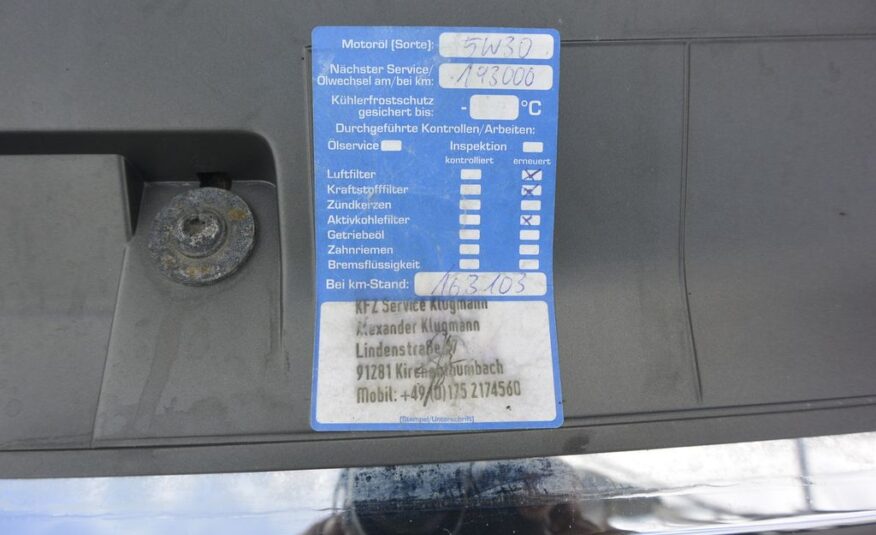 Motoröl (Sorte): 5W30
Nächster Service/
Ölwechsel am/bei km: 193000
Kühlerfrostschutz
gesichert bis: - °C
Durchgeführte Kontrollen/Arbeiten:
Ölservice Inspektion
kontrolliert erneuert
Luftfilter
Kraftstofffilter
Zündkerzen
Aktivkohlefilter
Getriebeöl
Zahnriemen
Bremsflüssigkeit
Bei km-Stand: 163103
KFZ Service Klugmann
Alexander Klugmann
Lindenstraße
91281 Kirchenthumbach
Mobil: +49(0)175 2174560
(Stempel/Unterschrift)